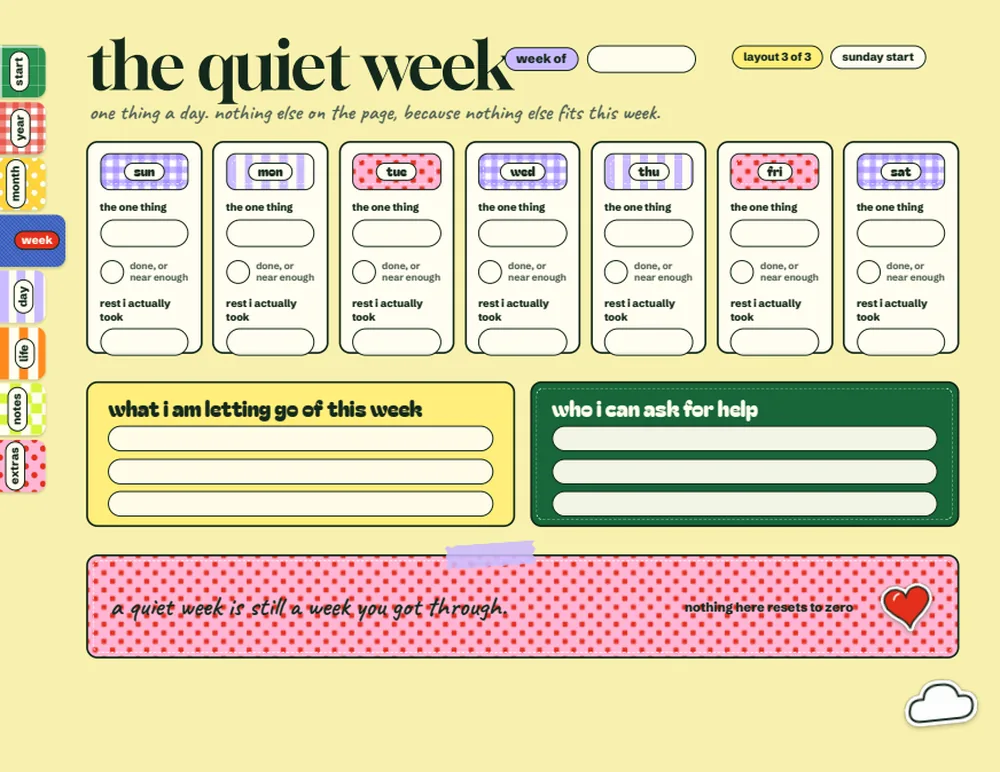 the quiet week
week of
layout 3 of 3
sunday start
one thing a day. nothing else on the page, because nothing else fits this week.
start
year
month
week
day
life
notes
extras
sun
the one thing
done, or
near enough
rest i actually
took
mon
the one thing
done, or
near enough
rest i actually
took
tue
the one thing
done, or
near enough
rest i actually
took
wed
the one thing
done, or
near enough
rest i actually
took
thu
the one thing
done, or
near enough
rest i actually
took
fri
the one thing
done, or
near enough
rest i actually
took
sat
the one thing
done, or
near enough
rest i actually
took
what i am letting go of this week
who i can ask for help
a quiet week is still a week you got through.
nothing here resets to zero